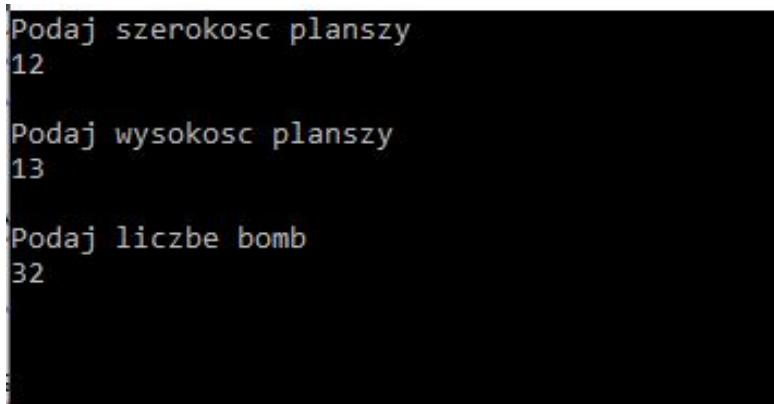 Podaj szerokosc planszy
12
Podaj wysokosc planszy
13
Podaj liczbe bomb
32